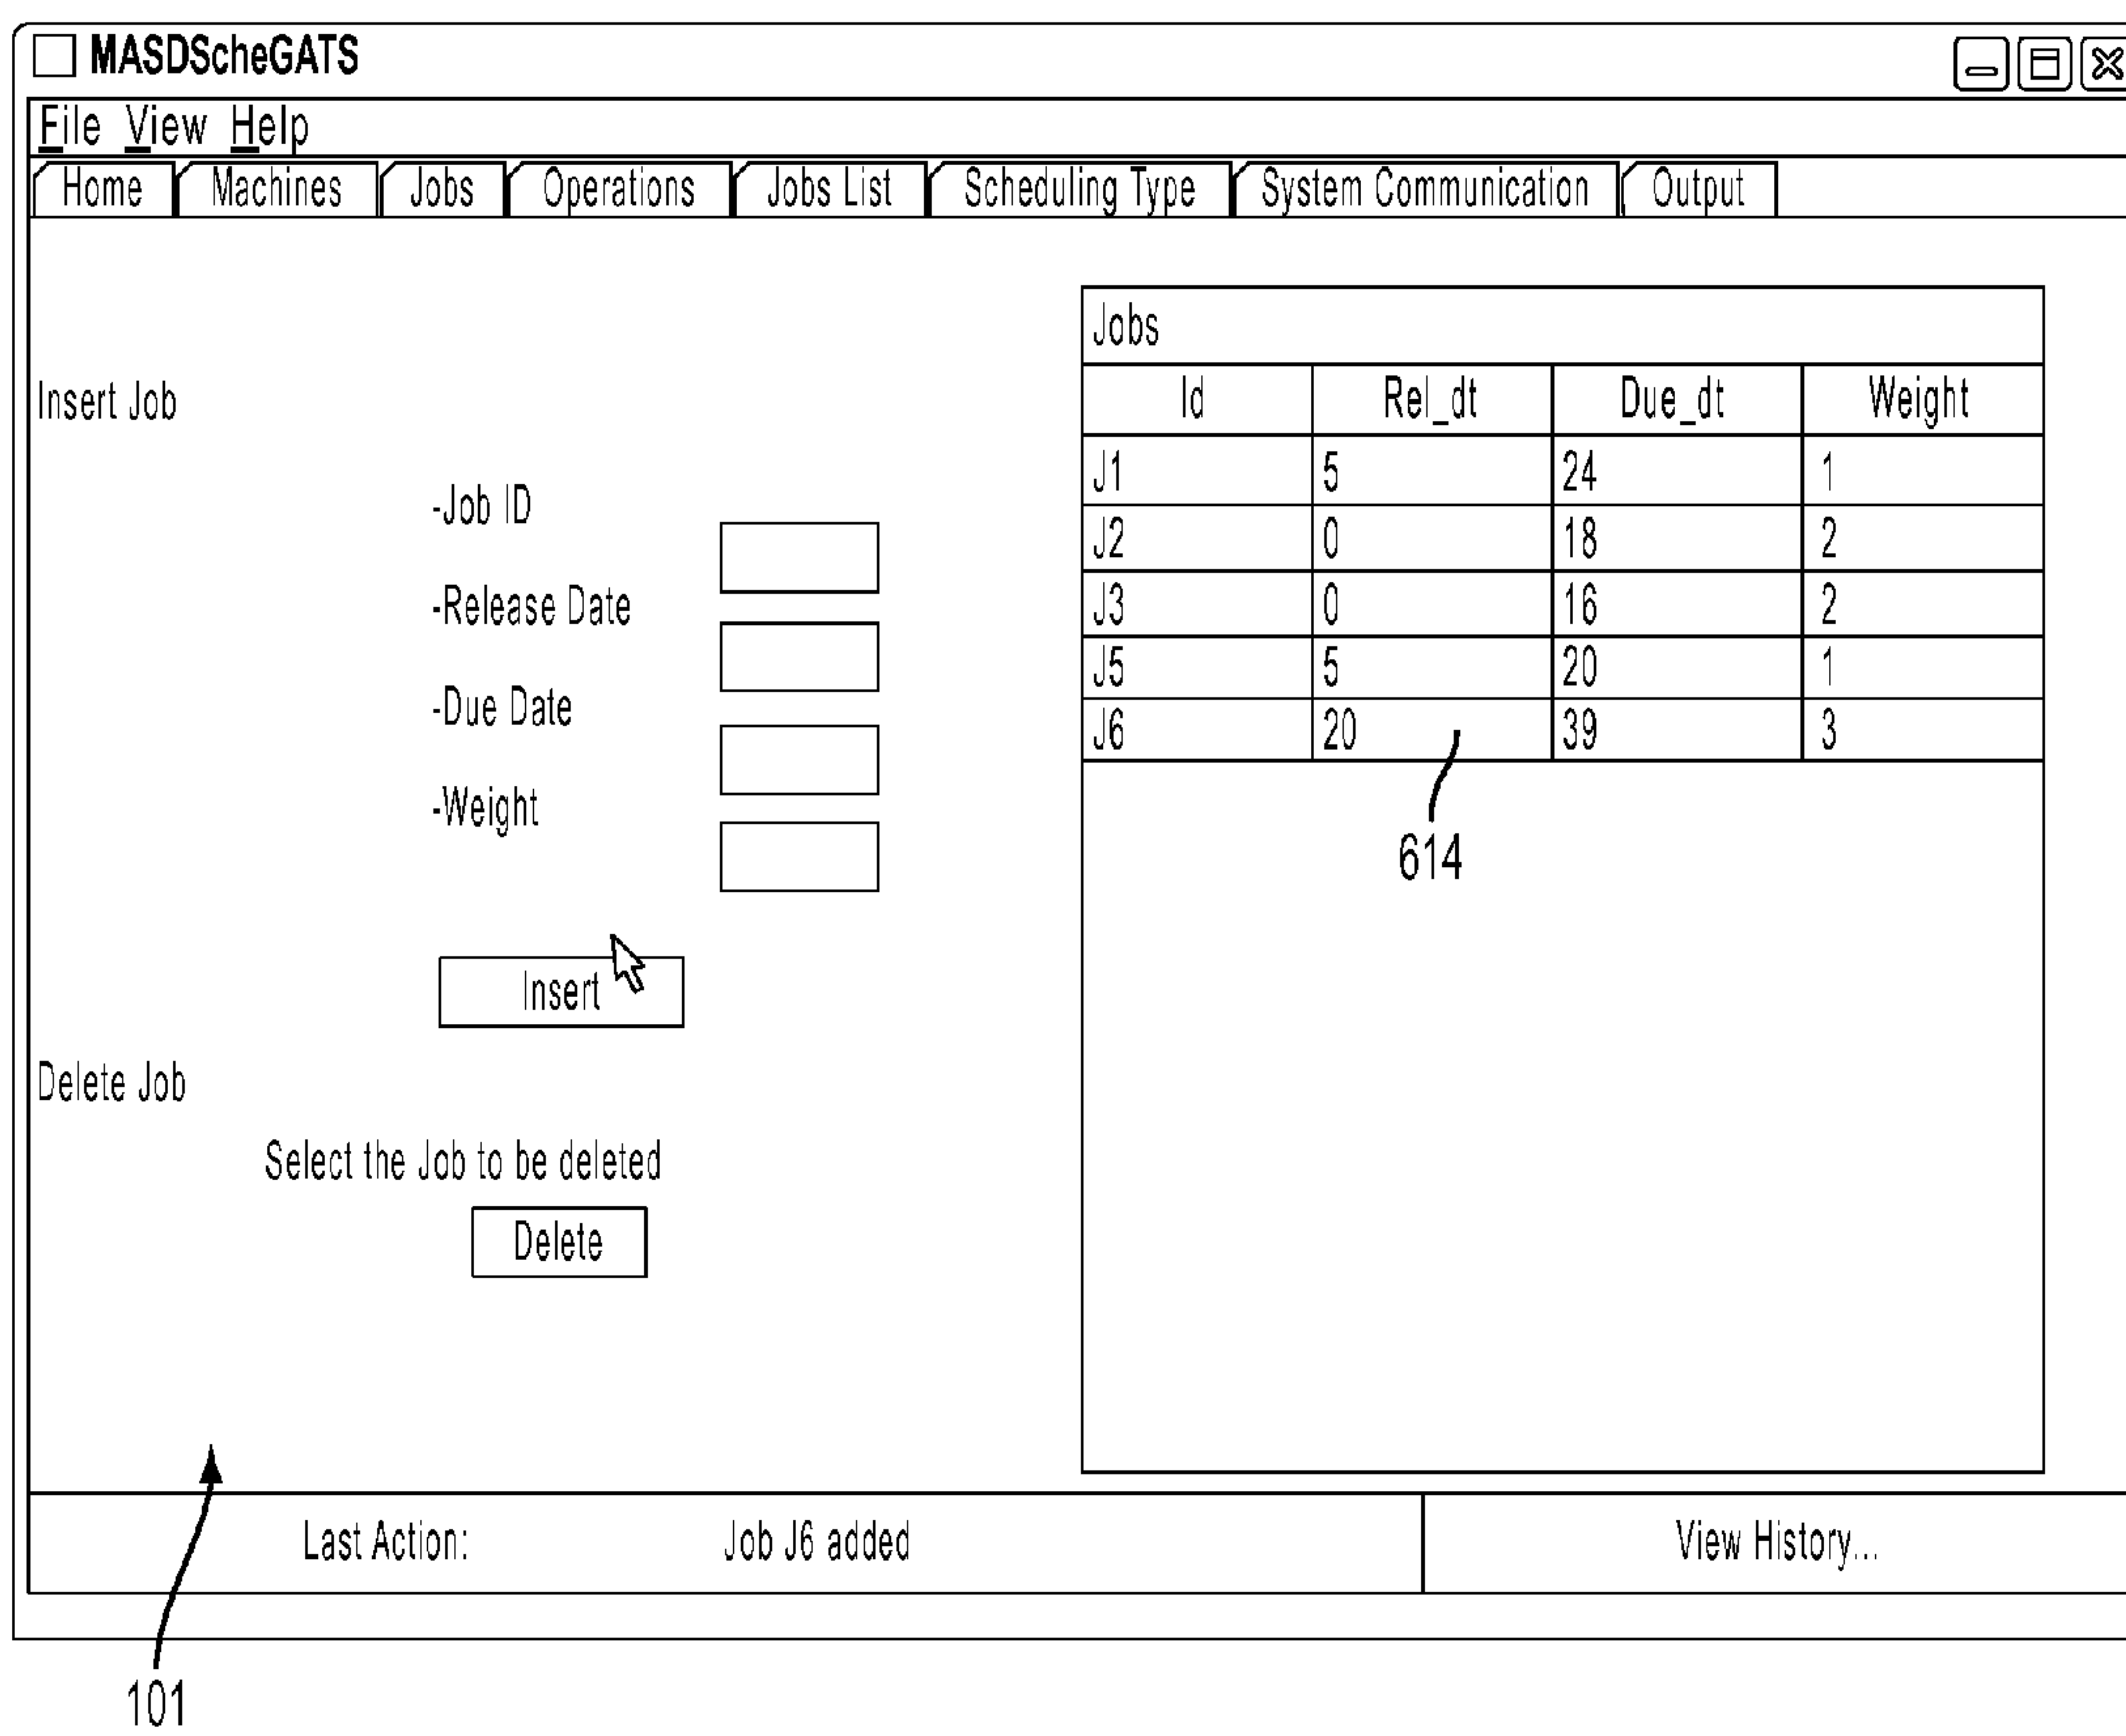 MASDScheGATS
File View Help
Home Machines Jobs Operations Jobs List Scheduling Type System Communication Output
Insert Job
-Job ID
-Release Date
-Due Date
-Weight
Insert
Delete Job
Select the Job to be deleted
Delete
Jobs
Id Rel_dt Due_dt Weight
J1 5 24 1
J2 0 18 2
J3 0 16 2
J5 5 20 1
J6 20 39 3
614
Last Action: Job J6 added View History...
101